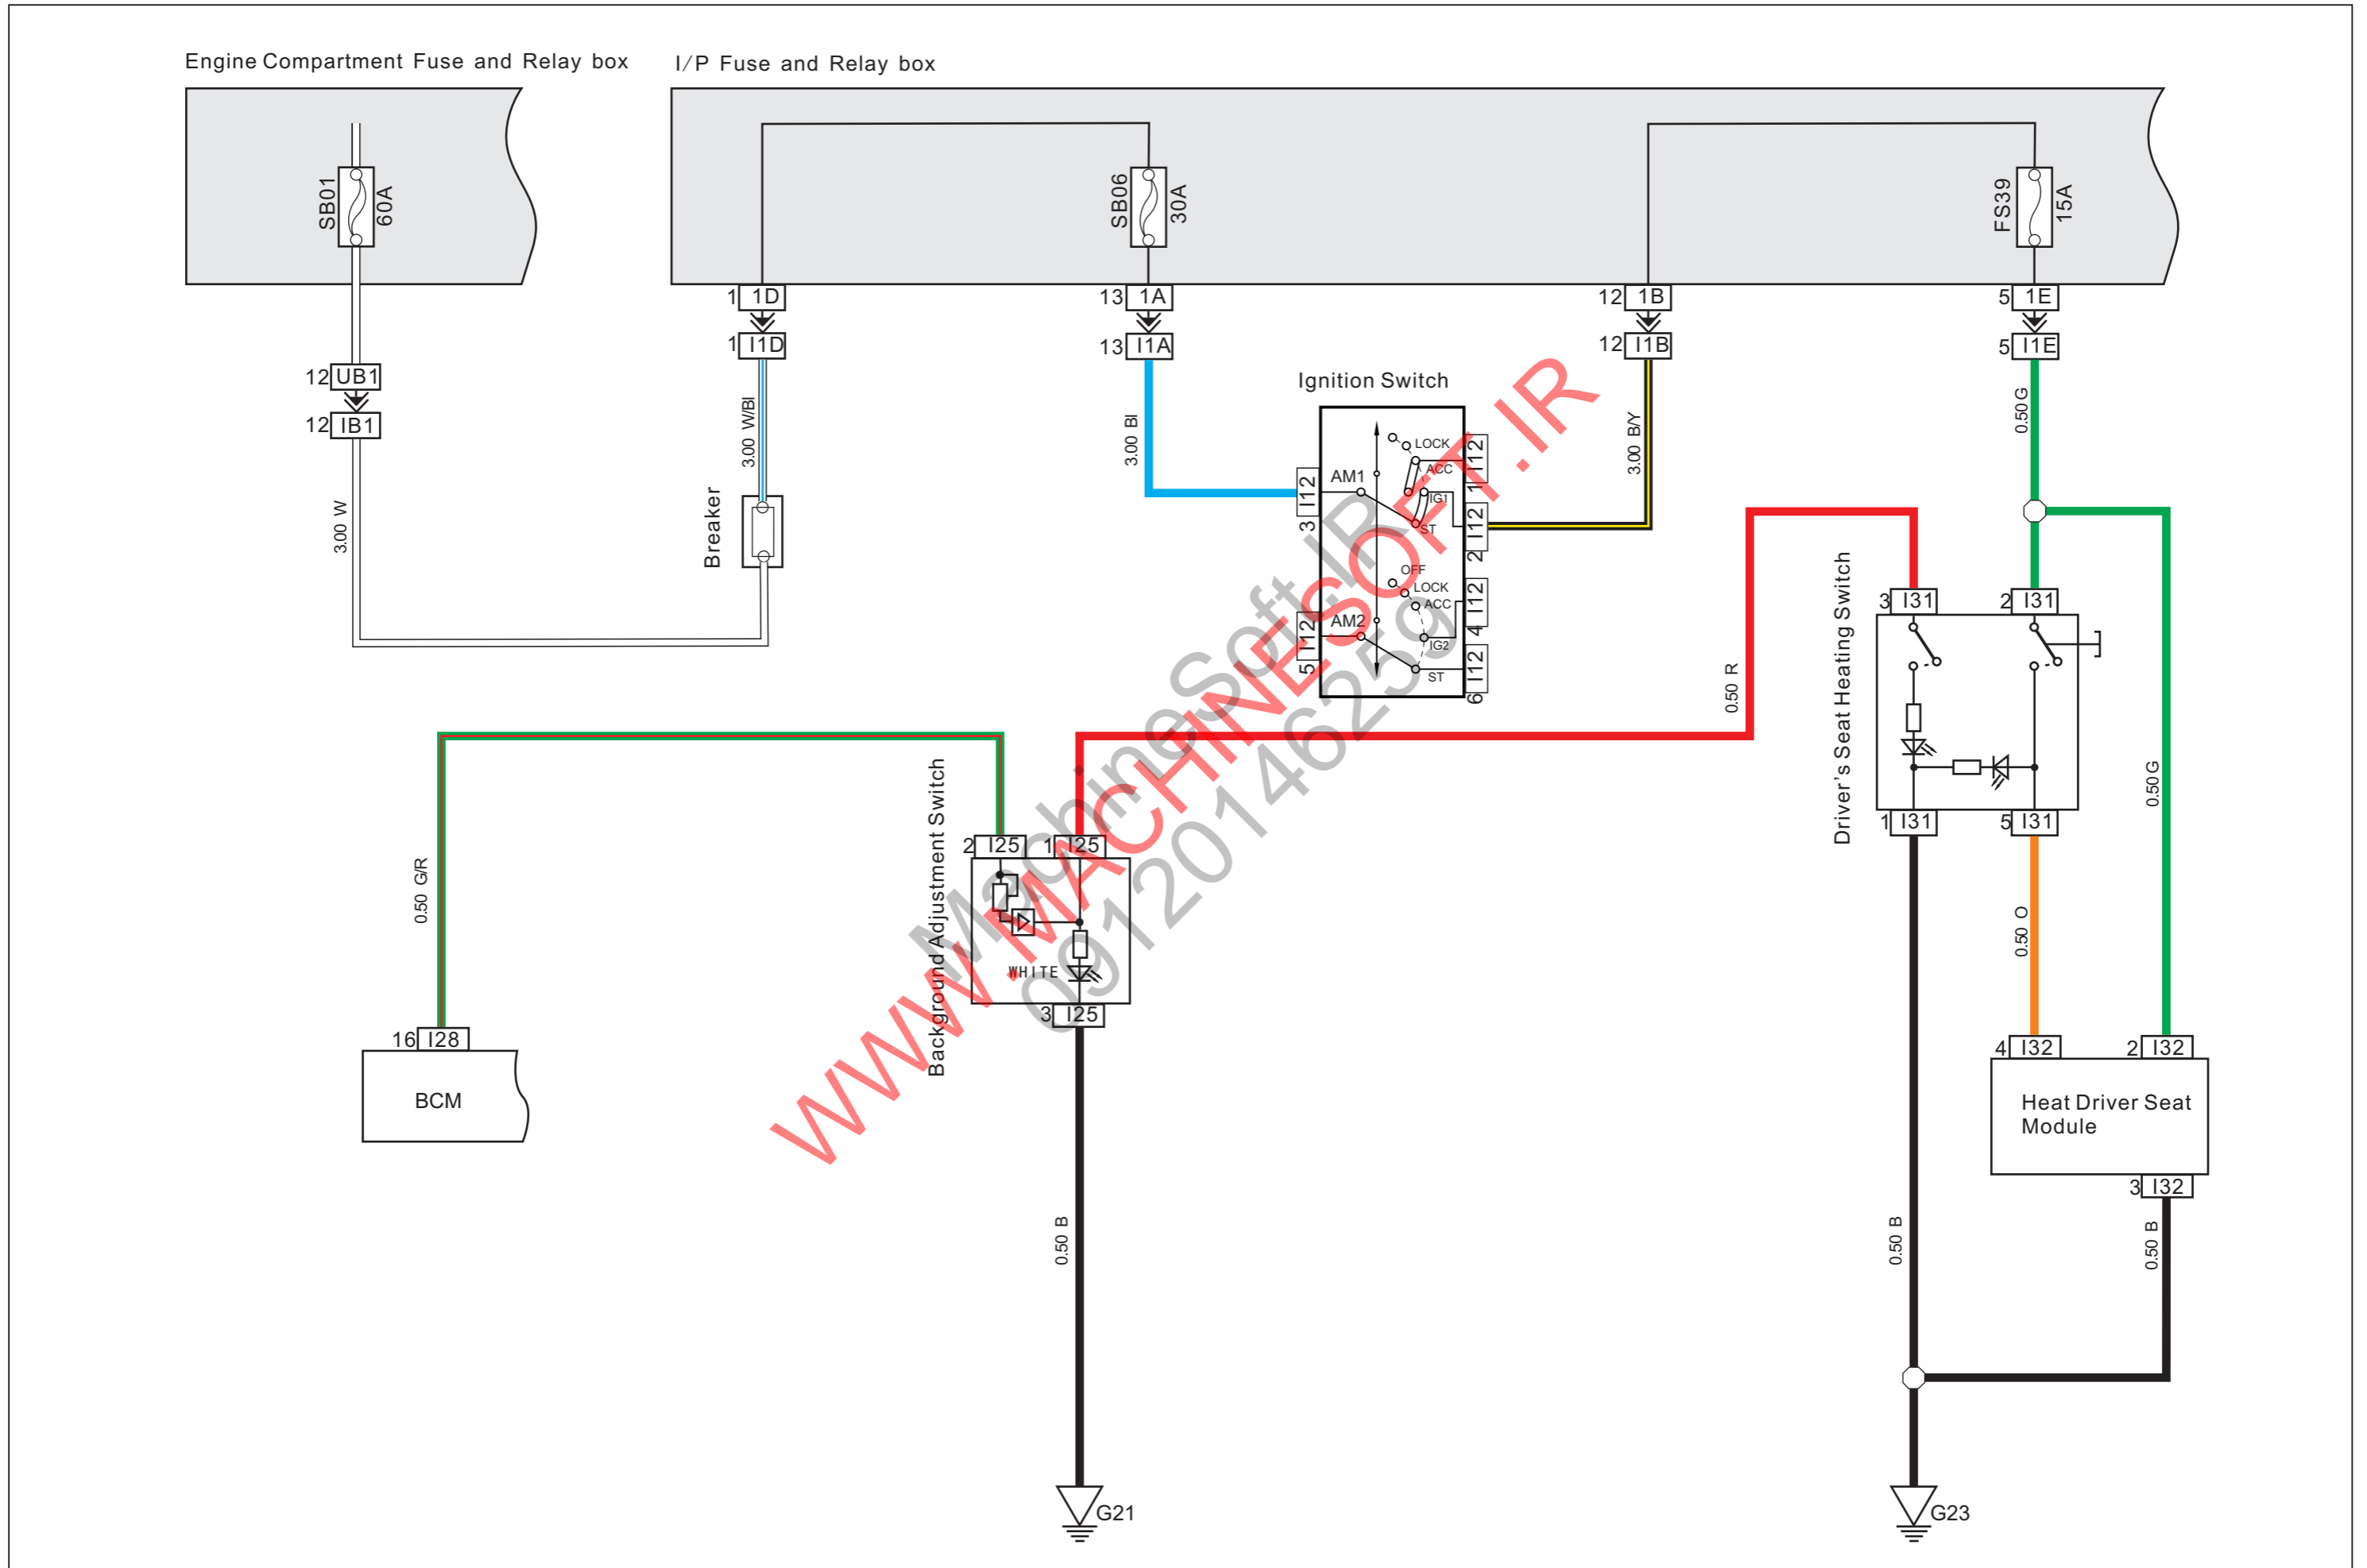 Engine Compartment Fuse and Relay box
I/P Fuse and Relay box
SB01
60A
SB06
30A
FS39
15A
1 1D
13 1A
12 1B
5 1E
1 I1D
13 I1A
12 I1B
5 I1E
12 UB1
12 IB1
3.00 W
3.00 W/Bl
Breaker
3.00 Bl
Ignition Switch
3.00 B/Y
0.50 G
I12 3
AM1
LOCK
ACC
IG1
ST
I12 1
I12 2
OFF
LOCK
ACC
AM2
IG2
ST
I12 5
I12 4
I12 6
0.50 R
Driver's Seat Heating Switch
3 I31
2 I31
1 I31
5 I31
0.50 G
0.50 G/R
Background Adjustment Switch
2 I25
1 I25
WHITE
3 I25
0.50 O
16 I28
BCM
4 I32
2 I32
Heat Driver Seat
Module
3 I32
0.50 B
0.50 B
0.50 B
G21
G23
MachineSoft.IR
WWW.MACHINESOFT.IR
09120146259